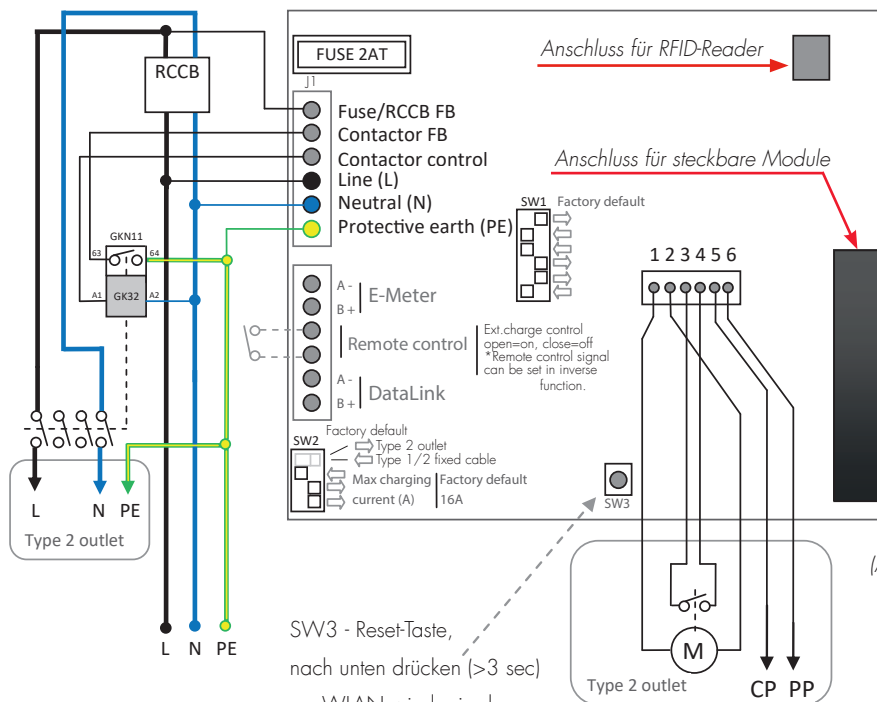 FUSE 2AT
Anschluss für RFID-Reader
RCCB
J1
Fuse/RCCB FB
Contactor FB
Contactor control
Line (L)
Neutral (N)
Protective earth (PE)
Anschluss für steckbare Module
SW1
Factory default
GKN11
63
64
A1
GK32
A2
1 2 3 4 5 6
A -
B +
E-Meter
Remote control
Ext.charge control
open=on, close=off
*Remote control signal
can be set in inverse
function.
A -
B +
DataLink
Factory default
SW2
Type 2 outlet
Type 1/2 fixed cable
Max charging
current (A)
Factory default
16A
SW3
L N PE
Type 2 outlet
L N PE
SW3 - Reset-Taste,
nach unten drücken (>3 sec)
M
Type 2 outlet
CP PP